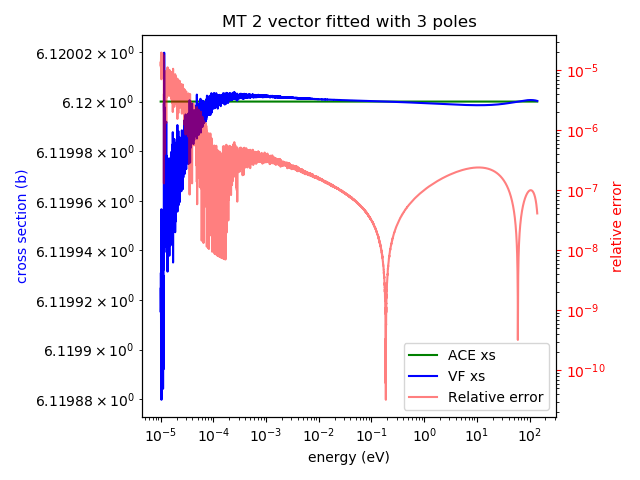 MT 2 vector fitted with 3 poles
cross section (b)
6.12002 × 10⁰
6.12 × 10⁰
6.11998 × 10⁰
6.11996 × 10⁰
6.11994 × 10⁰
6.11992 × 10⁰
6.1199 × 10⁰
6.11988 × 10⁰
10⁻⁵
10⁻⁶
10⁻⁷
10⁻⁸
10⁻⁹
10⁻¹⁰
relative error
ACE xs
VF xs
Relative error
10⁻⁵ 10⁻⁴ 10⁻³ 10⁻² 10⁻¹ 10⁰ 10¹ 10²
energy (eV)